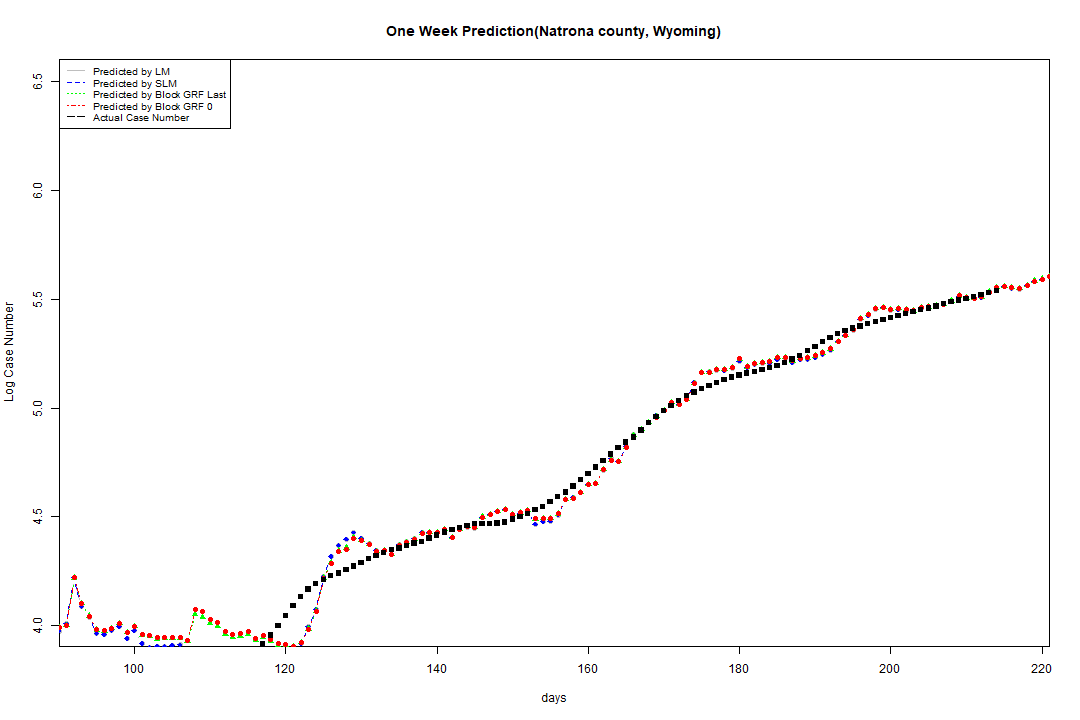 One Week Prediction(Natrona county, Wyoming)
Predicted by LM
Predicted by SLM
Predicted by Block GRF Last
Predicted by Block GRF 0
Actual Case Number
6.5
6.0
5.5
5.0
4.5
4.0
Log Case Number
100 120 140 160 180 200 220
days